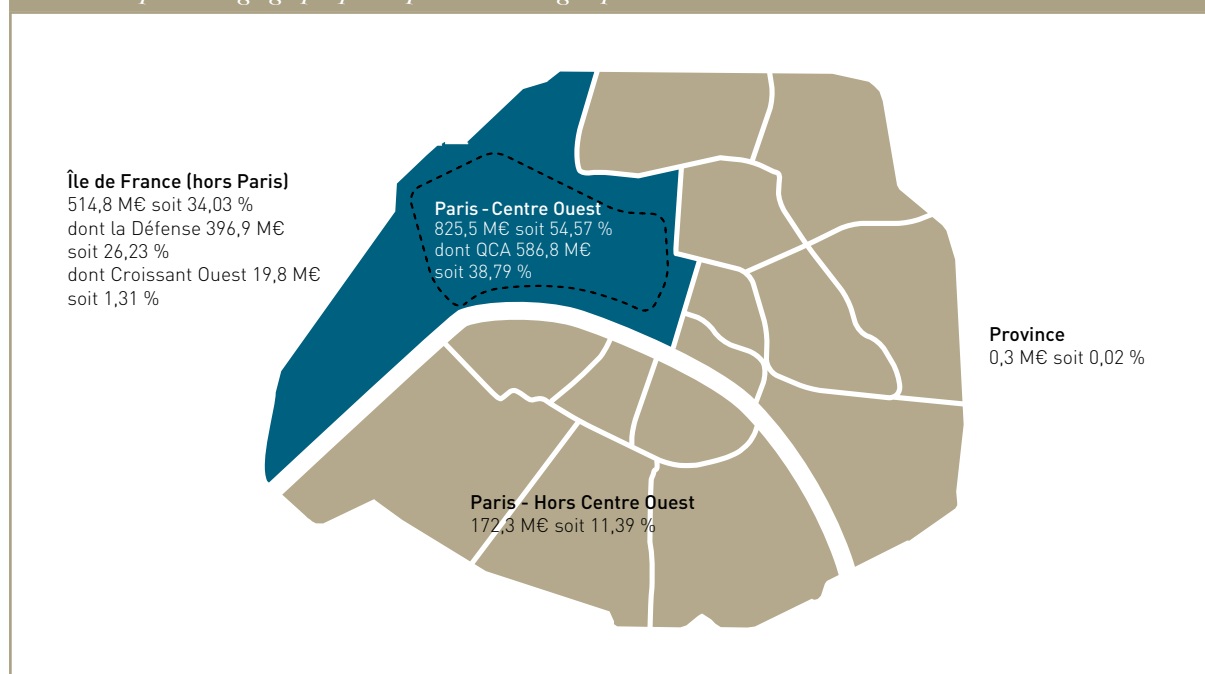 Île de France (hors Paris)
514,8 M€ soit 34,03 %
dont la Défense 396,9 M€
soit 26,23 %
dont Croissant Ouest 19,8 M€
soit 1,31 %
Paris - Centre Ouest
825,5 M€ soit 54,57 %
dont QCA 586,8 M€
soit 38,79 %
Province
0,3 M€ soit 0,02 %
Paris - Hors Centre Ouest
172,3 M€ soit 11,39 %